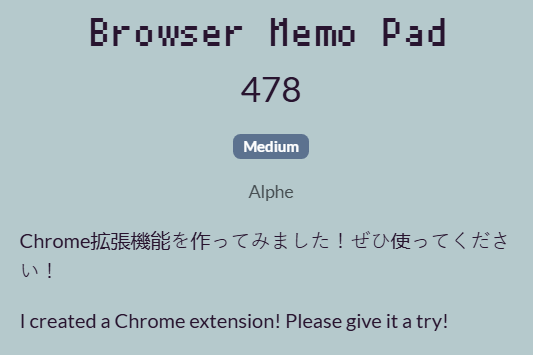 Browser Memo Pad
478
Medium
Alphe
Chrome拡張機能を作ってみました！ぜひ使ってくださ
い！
I created a Chrome extension! Please give it a try!